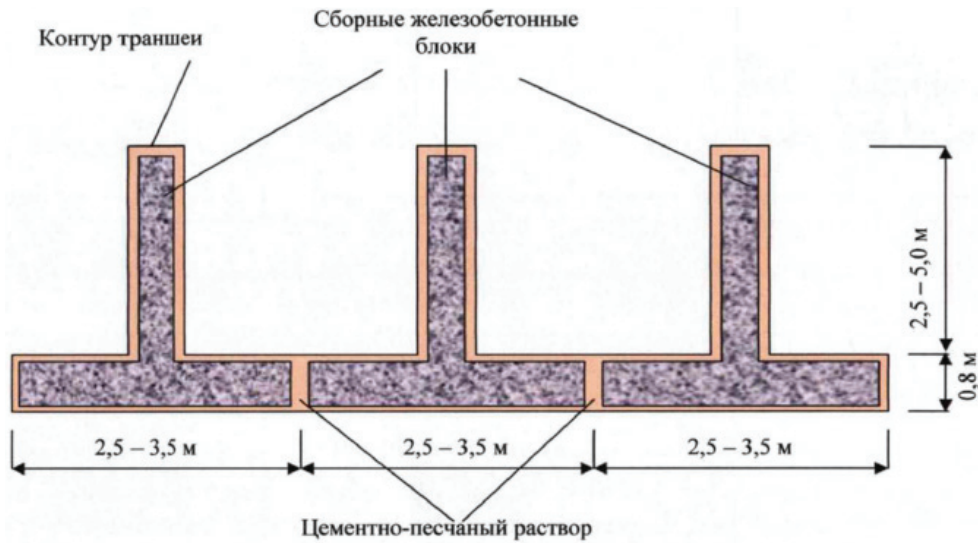 Сборные железобетонные
блоки
Контур траншеи
2,5 – 5,0 м
0,8 м
2,5 – 3,5 м
2,5 – 3,5 м
2,5 – 3,5 м
Цементно-песчаный раствор